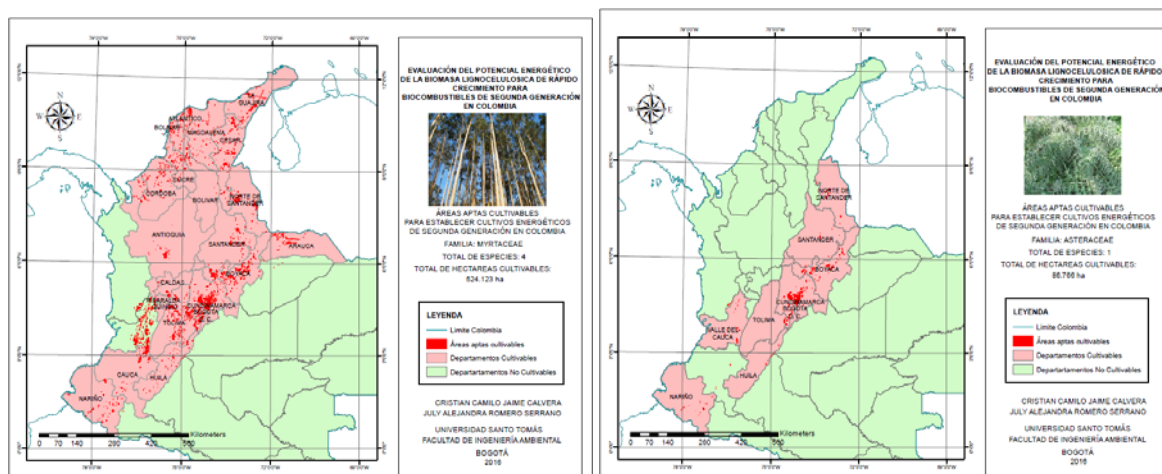 EVALUACIÓN DEL POTENCIAL ENERGÉTICO
DE LA BIOMASA LIGNOCELULOSICA DE RÁPIDO
CRECIMIENTO PARA
BIOCOMBUSTIBLES DE SEGUNDA GENERACIÓN
EN COLOMBIA
ÁREAS APTAS CULTIVABLES
PARA ESTABLECER CULTIVOS ENERGÉTICOS
DE SEGUNDA GENERACIÓN EN COLOMBIA
FAMILIA: MYRTACEAE
TOTAL DE ESPECIES: 4
TOTAL DE HECTAREAS CULTIVABLES:
524.123 ha
LEYENDA
Limite Colombia
Áreas aptas cultivables
Departamentos Cultivables
Departartamentos No Cultivables
CRISTIAN CAMILO JAIME CALVERA
JULY ALEJANDRA ROMERO SERRANO
UNIVERSIDAD SANTO TOMÁS
FACULTAD DE INGENIERÍA AMBIENTAL
BOGOTÁ
2016
N
W E
S
LA
GUAJIRA
ATLÁNTICO
BOLIVAR
MAGDALENA
CESAR
SUCRE
CORDOBA
BOLIVAR
NORTE DE
SANTANDER
ANTIOQUIA
SANTANDER
ARAUCA
BOYACA
CALDAS
RISARALDA
QUINDIO
CUNDINAMARCA
BOGOTA
TOLIMA
CAUCA
HUILA
NARIÑO
Kilometers
0 70 140 280 420 560
EVALUACIÓN DEL POTENCIAL ENERGÉTICO
DE LA BIOMASA LIGNOCELULOSICA DE RÁPIDO
CRECIMIENTO PARA
BIOCOMBUSTIBLES DE SEGUNDA GENERACIÓN
EN COLOMBIA
ÁREAS APTAS CULTIVABLES
PARA ESTABLECER CULTIVOS ENERGÉTICOS
DE SEGUNDA GENERACIÓN EN COLOMBIA
FAMILIA: ASTERACEAE
TOTAL DE ESPECIES: 1
TOTAL DE HECTAREAS CULTIVABLES:
LEYENDA
Limite Colombia
Áreas aptas cultivables
Departamentos Cultivables
Departartamentos No Cultivables
CRISTIAN CAMILO JAIME CALVERA
JULY ALEJANDRA ROMERO SERRANO
UNIVERSIDAD SANTO TOMÁS
FACULTAD DE INGENIERÍA AMBIENTAL
BOGOTÁ
2016
N
W E
S
NORTE DE
SANTANDER
SANTANDER
BOYACA
CUNDINAMARCA
BOGOTA
D.C.
TOLIMA
VALLE DEL
CAUCA
HUILA
NARIÑO
Kilometers
0 70 140 280 420 560